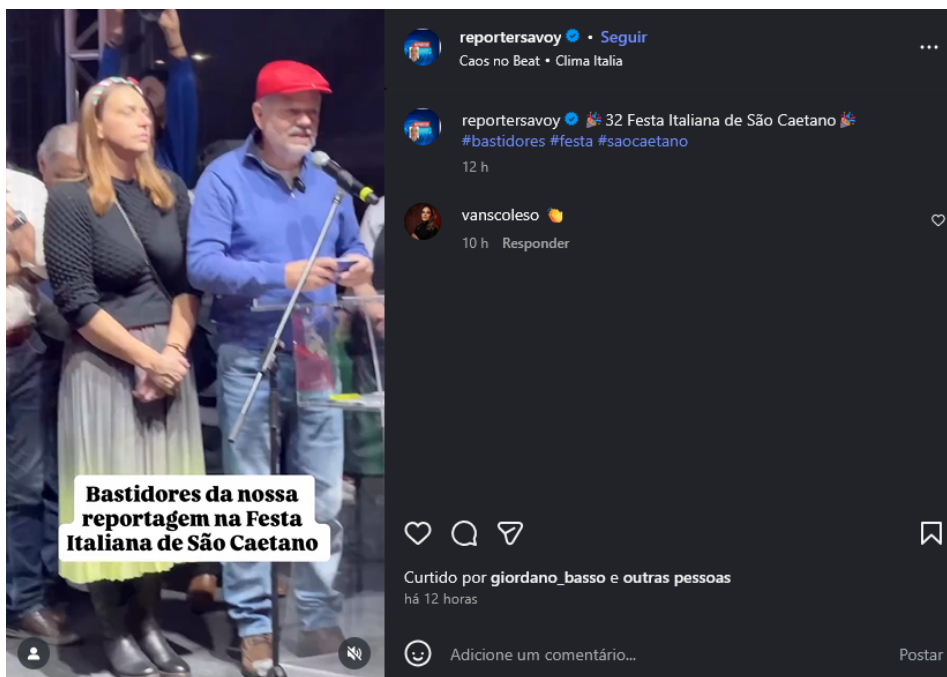 reportersavoy • Seguir
Caos no Beat • Clima Italia
reportersavoy 🎉 32 Festa Italiana de São Caetano 🎉
#bastidores #festa #saocaetano
12 h
vanscoleso 👏
10 h Responder
Bastidores da nossa
reportagem na Festa
Italiana de São Caetano
Curtido por giordano_basso e outras pessoas
há 12 horas
Adicione um comentário...
Postar